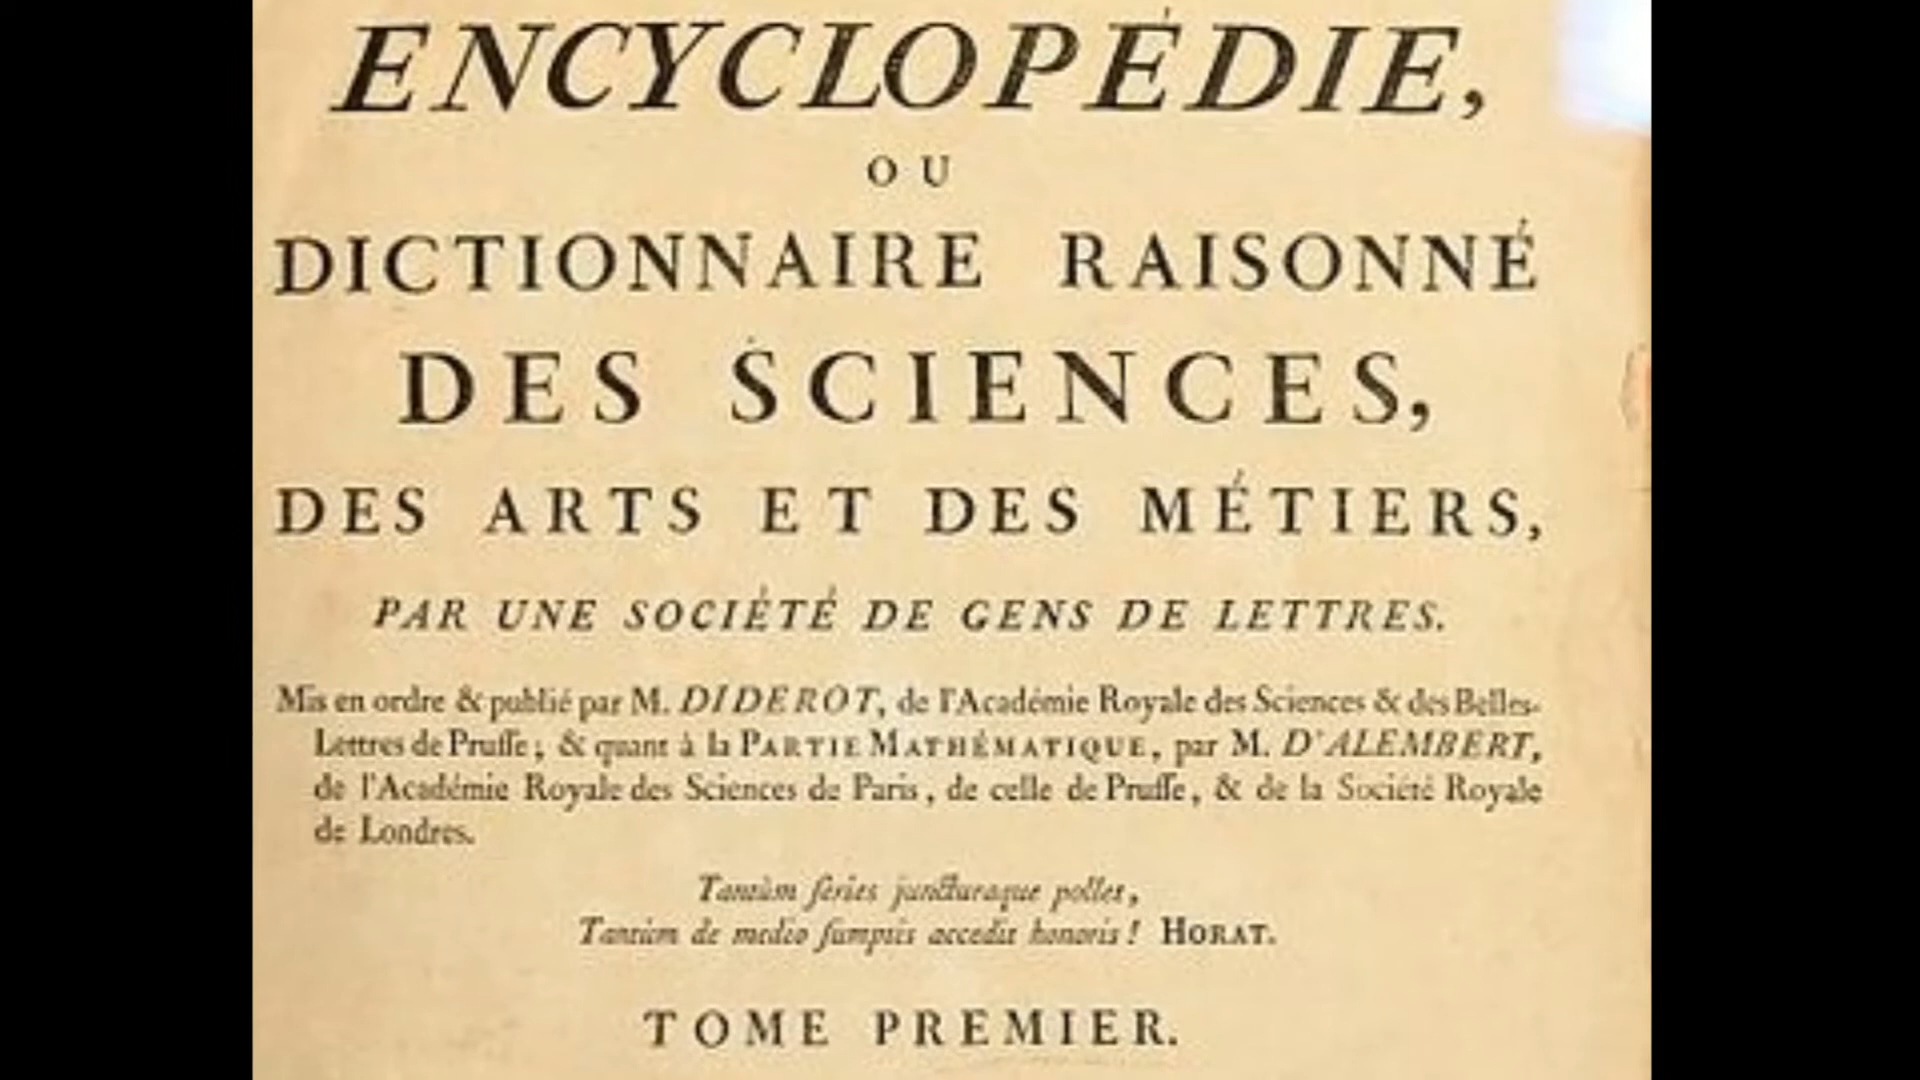 ENCYCLOPÉDIE,
OU
DICTIONNAIRE RAISONNÉ
DES SCIENCES,
DES ARTS ET DES MÉTIERS,
PAR UNE SOCIÉTÉ DE GENS DE LETTRES.
Mis en ordre & publié par M. DIDEROT, de l'Académie Royale des Sciences & des Belles-
Lettres de Prusse; & quant à la PARTIE MATHÉMATIQUE, par M. D'ALEMBERT,
de l'Académie Royale des Sciences de Paris, de celle de Prusse, & de la Société Royale
de Londres.
Tantùm series juncturaque pollet,
Tantùm de medio sumptis accedit honoris! HORAT.
TOME PREMIER.